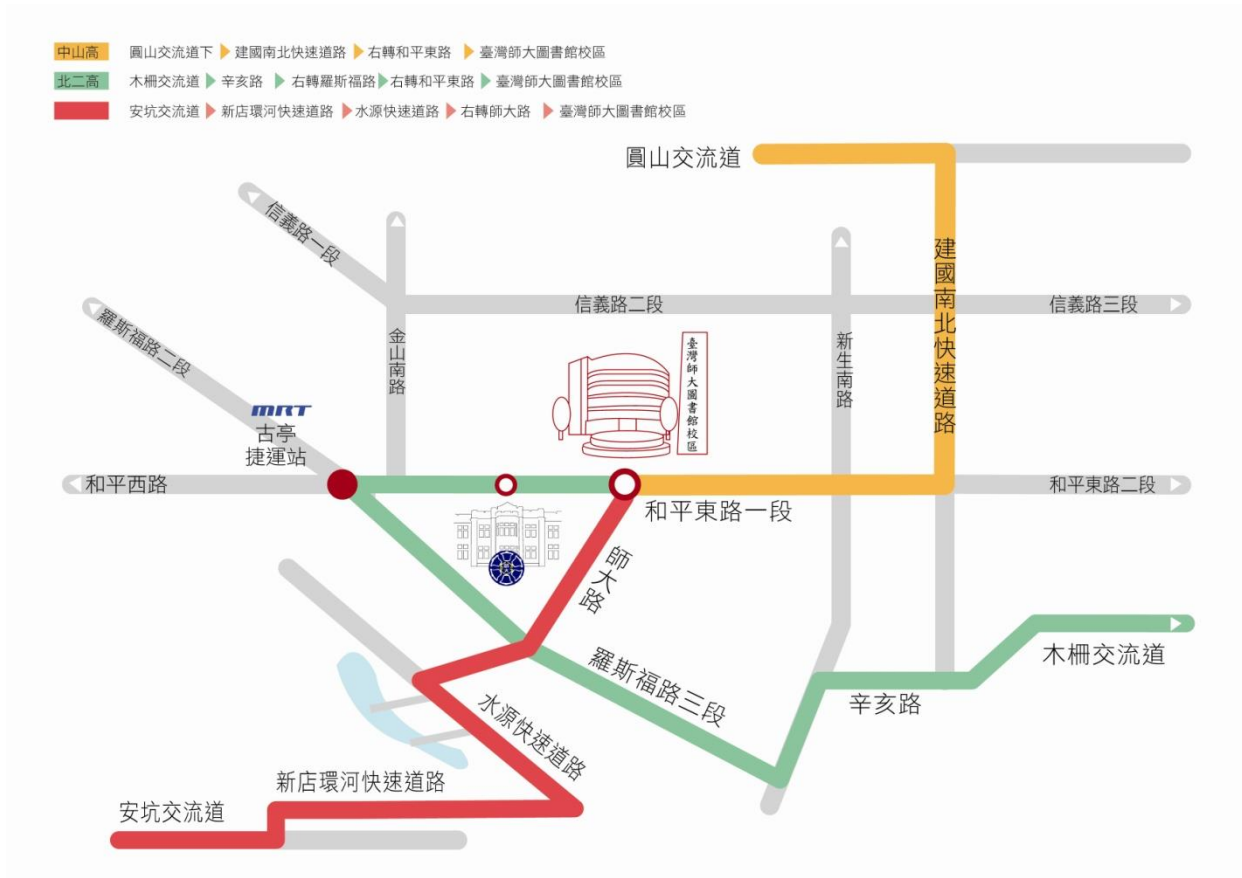 中山高 圓山交流道下 建國南北快速道路 右轉和平東路 臺灣師大圖書館校區
北二高 木柵交流道 辛亥路 右轉羅斯福路 右轉和平東路 臺灣師大圖書館校區
安坑交流道 新店環河快速道路 水源快速道路 右轉師大路 臺灣師大圖書館校區
圓山交流道
信義路一段
建國南北快速道路
信義路二段
信義路三段
羅斯福路二段
金山南路
新生南路
臺灣師大圖書館校區
MRT
古亭
捷運站
和平西路
和平東路一段
和平東路二段
師大路
羅斯福路三段
木柵交流道
辛亥路
水源快速道路
新店環河快速道路
安坑交流道